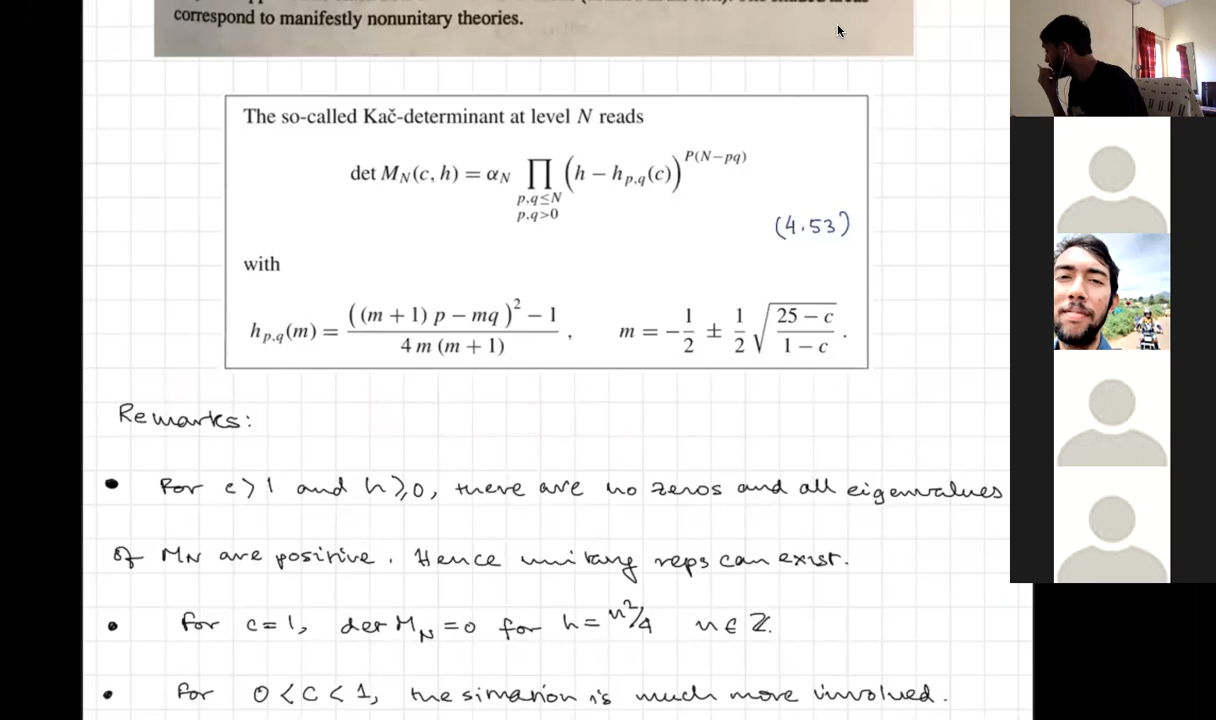 correspond to manifestly nonunitary theories.
The so-called Kač-determinant at level N reads
det M_N(c, h) = α_N ∏_{p,q≤N p,q>0} (h − h_{p,q}(c))^{P(N−pq)}
(4.53)
with
h_{p,q}(m) = (((m + 1) p − mq)² − 1) / (4 m (m + 1)) , m = −1/2 ± 1/2 √((25 − c)/(1 − c)) .
Remarks:
• For c>1 and h⩾0, there are no zeros and all eigenvalues
of M_N are positive. Hence unitary reps can exist.
• for c=1, det M_N =0 for h= n²/4 n ∈ ℤ.
• for 0<c<1, the situation is much more involved.